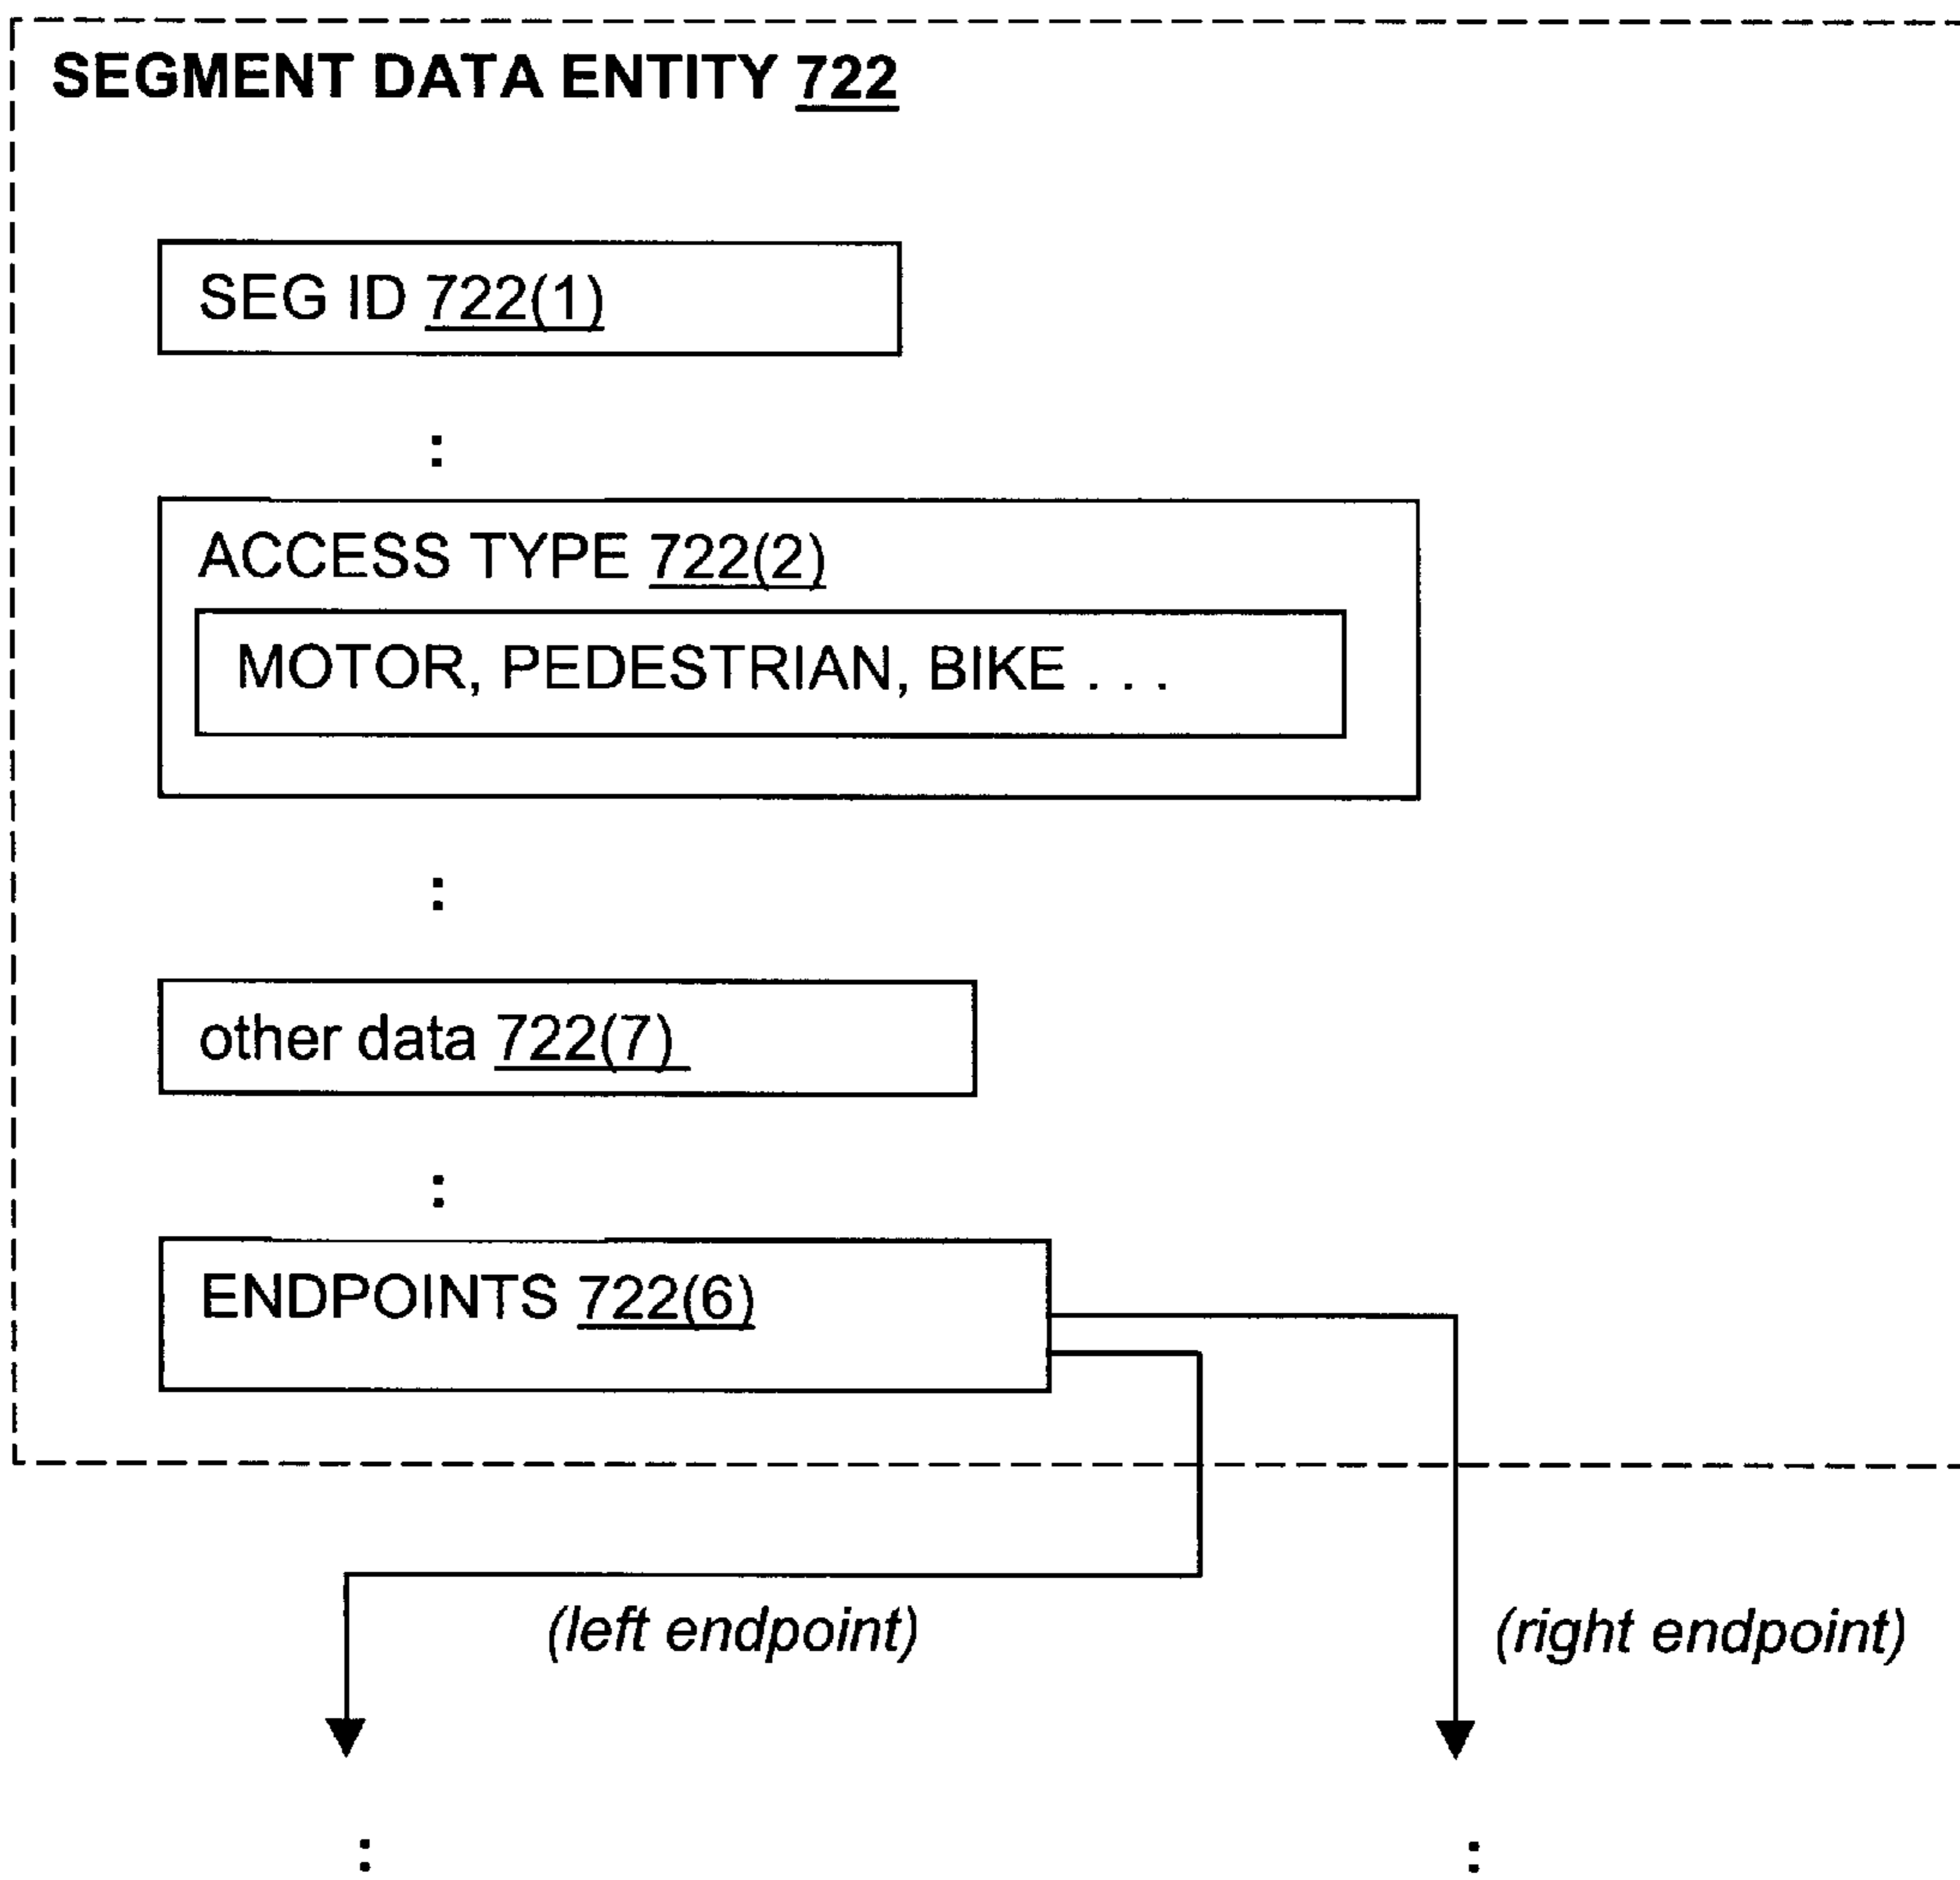 SEGMENT DATA ENTITY 722
SEG ID 722(1)
:
ACCESS TYPE 722(2)
MOTOR, PEDESTRIAN, BIKE . . .
:
other data 722(7)
:
ENDPOINTS 722(6)
(left endpoint)
(right endpoint)
:
: